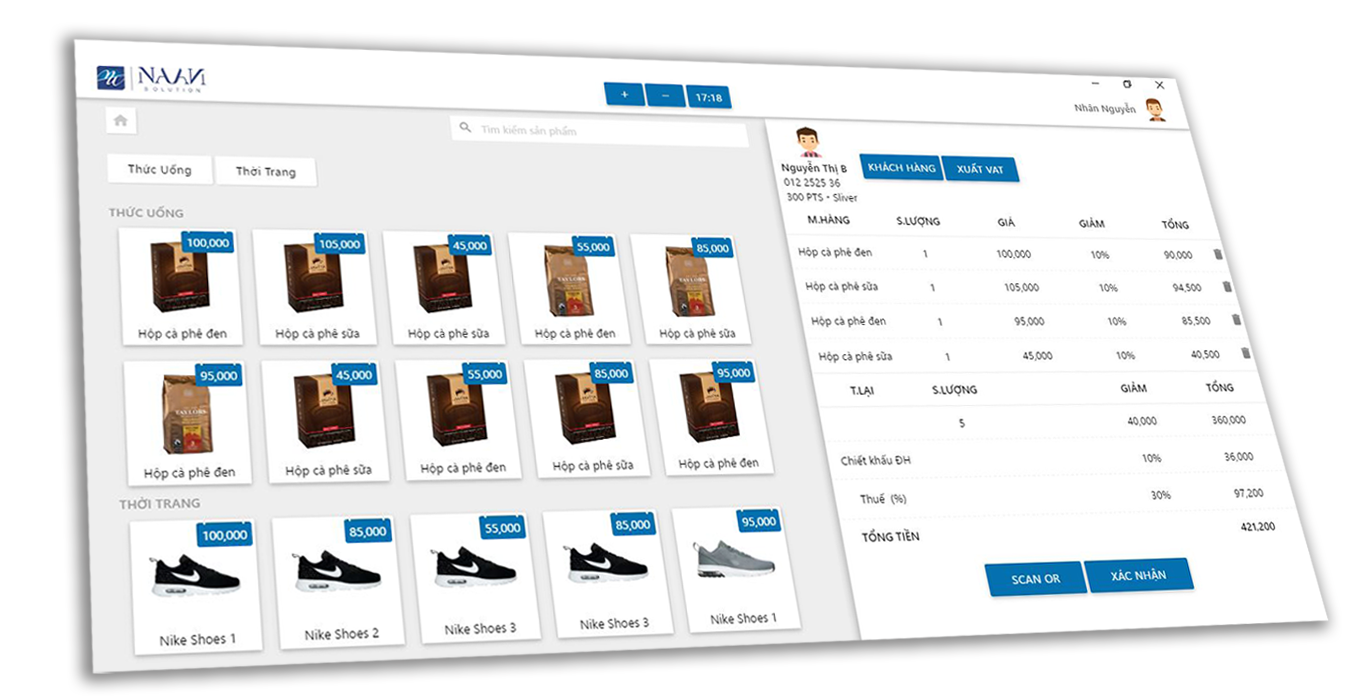 nc NAAVI
SOLUTION
+ − 17:18
Nhân Nguyễn
Tìm kiếm sản phẩm
Thức Uống Thời Trang
THỨC UỐNG
100,000 105,000 45,000 55,000 85,000
Hộp cà phê đen Hộp cà phê sữa Hộp cà phê sữa Hộp cà phê đen Hộp cà phê sữa
95,000 45,000 55,000 85,000 95,000
Hộp cà phê đen Hộp cà phê sữa Hộp cà phê đen Hộp cà phê sữa Hộp cà phê đen
THỜI TRANG
100,000 85,000 55,000 85,000 95,000
Nike Shoes 1 Nike Shoes 2 Nike Shoes 3 Nike Shoes 3 Nike Shoes 1
Nguyễn Thị B
012 2525 36
300 PTS - Sliver
KHÁCH HÀNG XUẤT VAT
M.HÀNG S.LƯỢNG GIÁ GIẢM TỔNG
Hộp cà phê đen 1 100,000 10% 90,000
Hộp cà phê sữa 1 105,000 10% 94,500
Hộp cà phê đen 1 95,000 10% 85,500
Hộp cà phê sữa 1 45,000 10% 40,500
T.LẠI S.LƯỢNG GIẢM TỔNG
5 40,000 360,000
Chiết khấu ĐH 10% 36,000
Thuế (%) 30% 97,200
TỔNG TIỀN 421,200
SCAN QR XÁC NHẬN